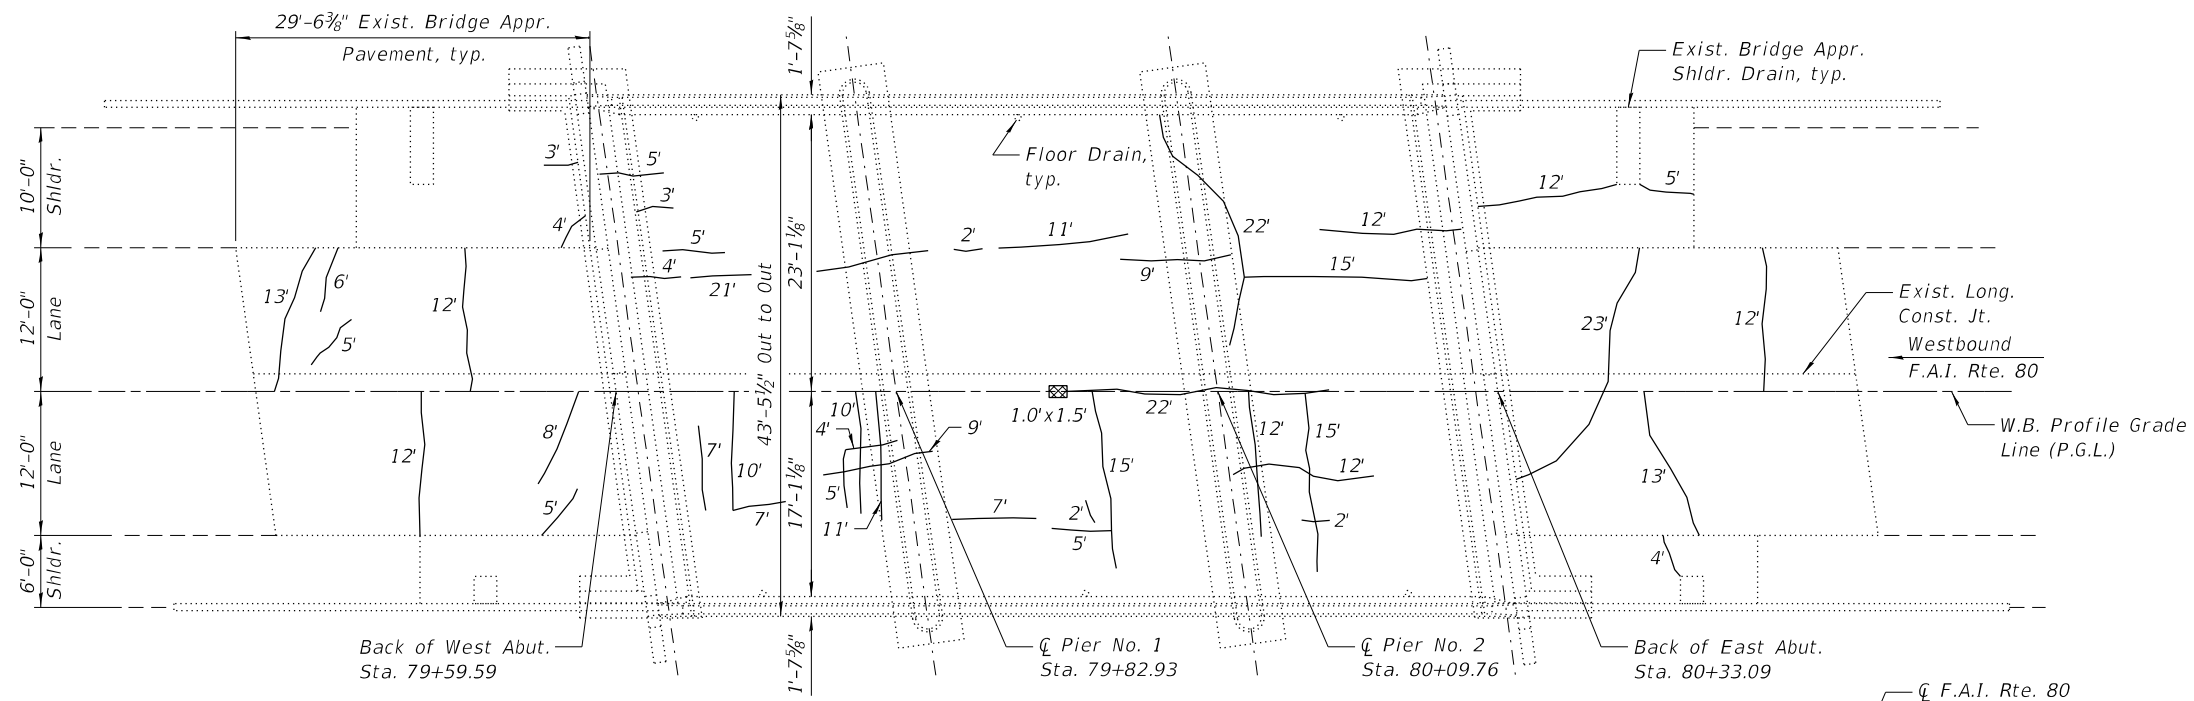 29'-6⅜" Exist. Bridge Appr.
Pavement, typ.
1'-7⅝"
Exist. Bridge Appr.
Shldr. Drain, typ.
10'-0"
Shldr.
3'
5'
3'
4'
5'
4'
21'
Floor Drain,
typ.
2'
11'
9'
22'
12'
15'
12'
5'
23'-1⅛"
43'-5½" Out to Out
12'-0"
Lane
13'
6'
5'
12'
23'
12'
Exist. Long.
Const. Jt.
Westbound
F.A.I. Rte. 80
W.B. Profile Grade
Line (P.G.L.)
12'-0"
Lane
12'
8'
5'
7'
10'
7'
17'-1⅛"
10'
4'
5'
11'
9'
1.0' x 1.5'
22'
15'
7'
2'
5'
12'
15'
12'
2'
13'
4'
6'-0"
Shldr.
1'-7⅝"
Back of West Abut.
Sta. 79+59.59
℄ Pier No. 1
Sta. 79+82.93
℄ Pier No. 2
Sta. 80+09.76
Back of East Abut.
Sta. 80+33.09
℄ F.A.I. Rte. 80